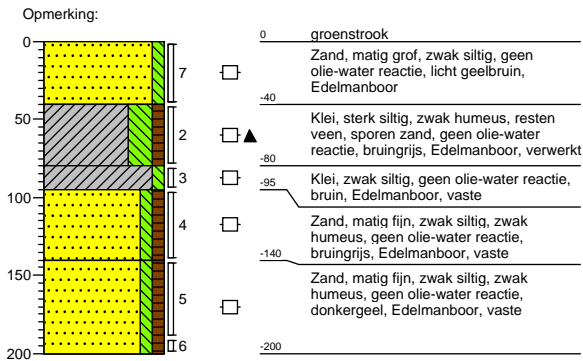 Opmerking:
0
50
100
150
200
7
2
3
4
5
6
0 groenstrook
Zand, matig grof, zwak siltig, geen
olie-water reactie, licht geelbruin,
Edelmanboor
-40
Klei, sterk siltig, zwak humeus, resten
veen, sporen zand, geen olie-water
reactie, bruingrijs, Edelmanboor, verwerkt
-80
Klei, zwak siltig, geen olie-water reactie,
bruin, Edelmanboor, vaste
-95
Zand, matig fijn, zwak siltig, zwak
humeus, geen olie-water reactie,
bruingrijs, Edelmanboor, vaste
-140
Zand, matig fijn, zwak siltig, zwak
humeus, geen olie-water reactie,
donkergeel, Edelmanboor, vaste
-200